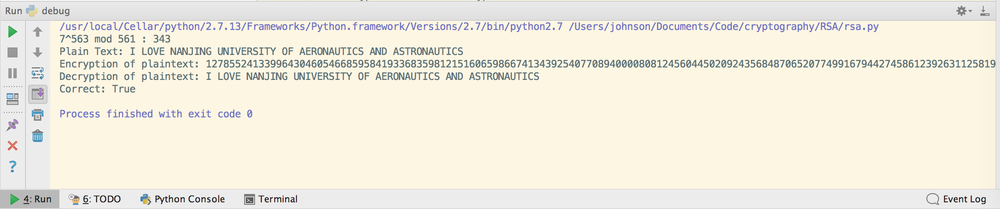 Run debug
/usr/local/Cellar/python/2.7.13/Frameworks/Python.framework/Versions/2.7/bin/python2.7 /Users/johnson/Documents/Code/cryptography/RSA/rsa.py
7^563 mod 561 : 343
Plain Text: I LOVE NANJING UNIVERSITY OF AERONAUTICS AND ASTRONAUTICS
Encryption of plaintext: 127855241339964304605466859584193368359812151606598667413439254077089400008081245604450209243568487065207749916794427458612392631125819
Decryption of plaintext: I LOVE NANJING UNIVERSITY OF AERONAUTICS AND ASTRONAUTICS
Correct: True
Process finished with exit code 0
4: Run 6: TODO Python Console Terminal Event Log